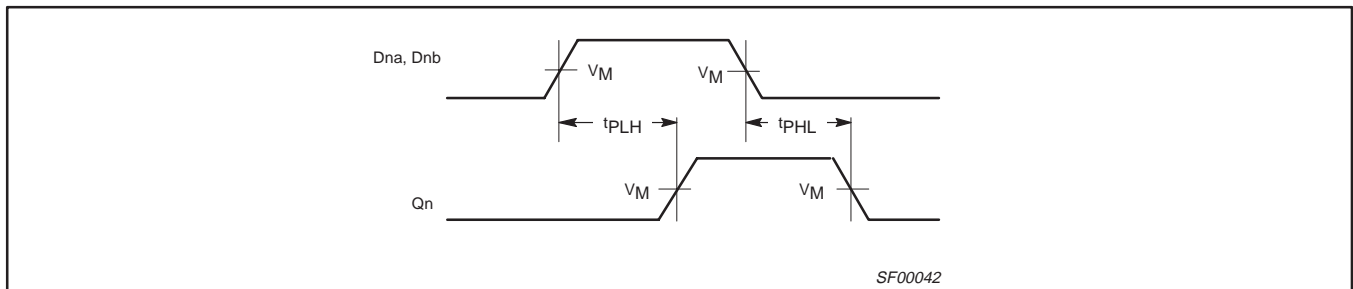 Dna, Dnb
VM
VM
tPLH
tPHL
VM
VM
Qn
SF00042